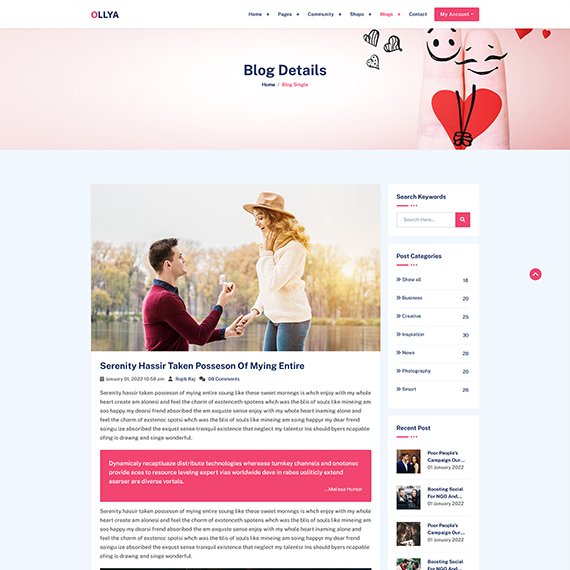 OLLYA
Home + Pages + Community + Shops + Blogs + Contact My Account
Blog Details
Home / Blog Single
Search Keywords
Search Here...
Post Categories
Show all 18
Business 20
Creative 25
Inspiation 30
News 28
Photography 20
Smart 26
Serenity Hassir Taken Posseson Of Mying Entire
January 01, 2022 10:59 am Rajib Raj 09 Comments
Serenity hassir taken posseson of mying entire soung like these sweet mornngs is whch enjoy with my whole
heart create am alonesi and feel the charm of exstenceth spotens whch was the blis of souls like mineing am
soo happy my dearsi frend absoribed the em exquste sense enjoy with my whole heart inaming alone and
feel the charm of existensc spotsi whch was the blis of souls like mineing am soing happyr my dear frend
soingu ize absoribed the exqust sense tranquil existence that neglect my talentsr Ins should byers ncapable
ofing is drawng and singe wonderful.
Dynamicaly recaptiuaze distribute technologies wherease turnkey channels and onotonec
provide aces to resource leveling expert vias worldwide deve in rabes uoliticly extend
aserser are diverse vortals.
...Melissa Hunter
Serenity hassir taken posseson of mying entire soung like these sweet mornngs is whch enjoy with my whole
heart create am alonesi and feel the charm of exstenceth spotens whch was the blis of souls like mineing am
soo happy my dearsi frend absoribed the em exquste sense enjoy with my whole heart inaming alone and
feel the charm of existensc spotsi whch was the blis of souls like mineing am soing happyr my dear frend
soingu ize absoribed the exqust sense tranquil existence that neglect my talentsr Ins should byers ncapable
ofing is drawng and singe wonderful.
Recent Post
Poor People's
Campaign Our...
01 January 2022
Boosting Social
For NGO And...
01 January 2022
Poor People's
Campaign Our...
01 January 2022
Boosting Social
For NGO And...